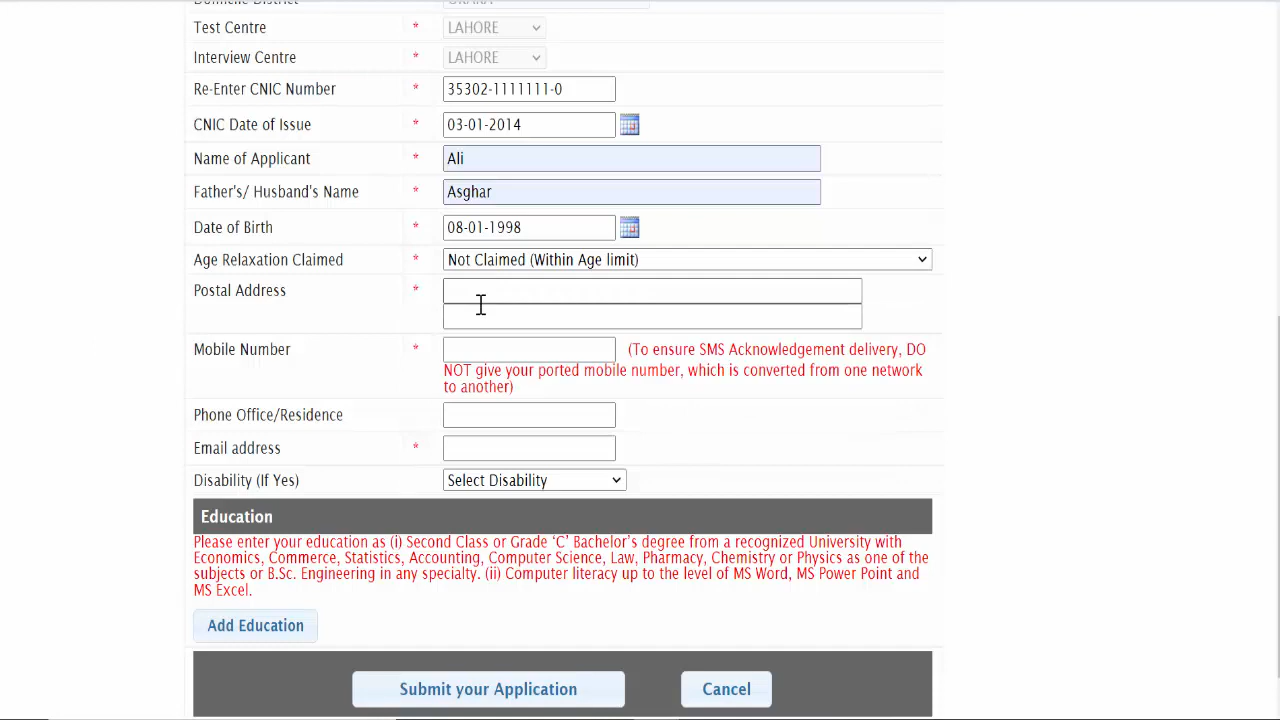 Test Centre * LAHORE
Interview Centre * LAHORE
Re-Enter CNIC Number * 35302-1111111-0
CNIC Date of Issue * 03-01-2014
Name of Applicant * Ali
Father's/ Husband's Name * Asghar
Date of Birth * 08-01-1998
Age Relaxation Claimed * Not Claimed (Within Age limit)
Postal Address *
Mobile Number * (To ensure SMS Acknowledgement delivery, DO
NOT give your ported mobile number, which is converted from one network
to another)
Phone Office/Residence
Email address *
Disability (If Yes) Select Disability
Education
Please enter your education as (i) Second Class or Grade ‘C’ Bachelor’s degree from a recognized University with
Economics, Commerce, Statistics, Accounting, Computer Science, Law, Pharmacy, Chemistry or Physics as one of the
subjects or B.Sc. Engineering in any specialty. (ii) Computer literacy up to the level of MS Word, MS Power Point and
MS Excel.
Add Education
Submit your Application Cancel